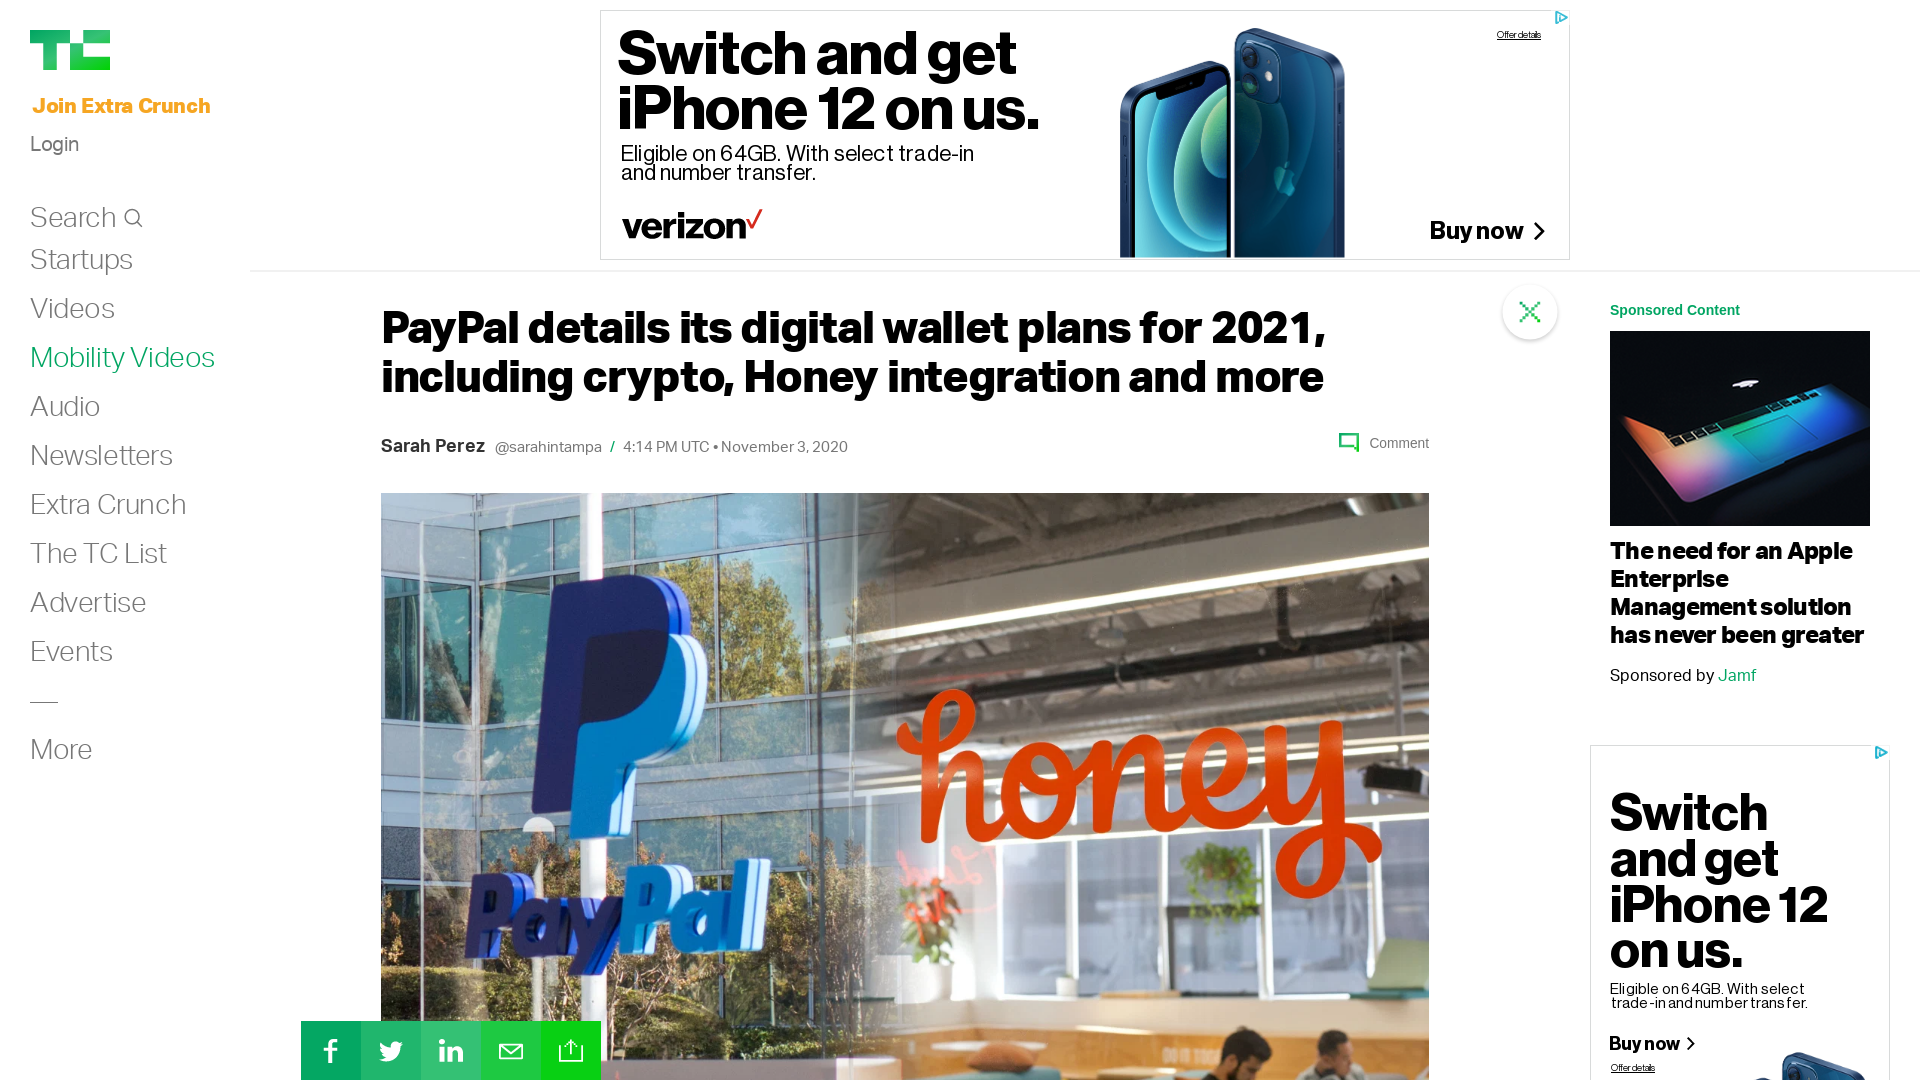 TC
Join Extra Crunch
Login
Search
Startups
Videos
Mobility Videos
Audio
Newsletters
Extra Crunch
The TC List
Advertise
Events
More
Switch and get
iPhone 12 on us.
Eligible on 64GB. With select trade-in
and number transfer.
verizon
Offer details
Buy now
PayPal details its digital wallet plans for 2021,
including crypto, Honey integration and more
Sarah Perez @sarahintampa / 4:14 PM UTC • November 3, 2020
Comment
PayPal
honey
Sponsored Content
The need for an Apple
Enterprise
Management solution
has never been greater
Sponsored by Jamf
Switch
and get
iPhone 12
on us.
Eligible on 64GB. With select
trade-in and number transfer.
Buy now
Offer details